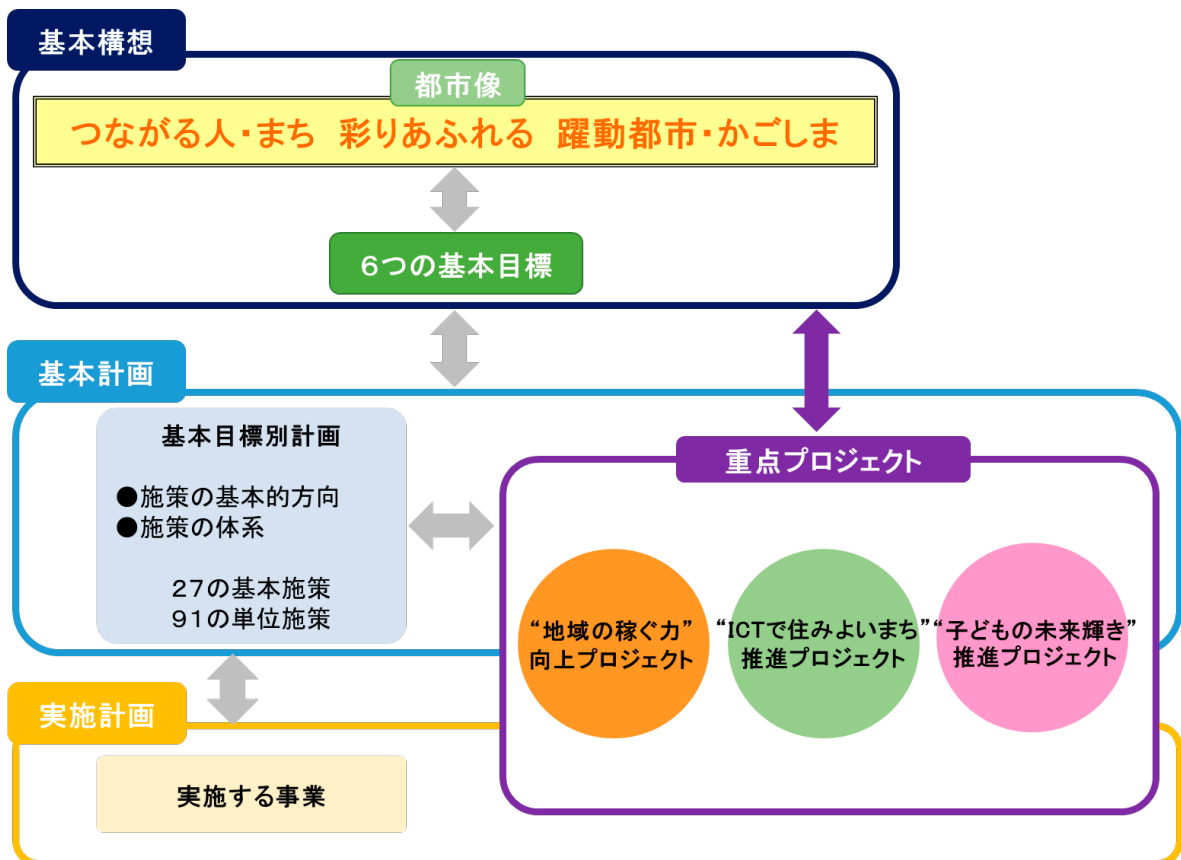 基本構想
都市像
つながる人・まち 彩りあふれる 躍動都市・かごしま
6つの基本目標
基本計画
基本目標別計画
●施策の基本的方向
●施策の体系
27の基本施策
91の単位施策
重点プロジェクト
“地域の稼ぐ力”
向上プロジェクト
“ICTで住みよいまち”
推進プロジェクト
“子どもの未来輝き”
推進プロジェクト
実施計画
実施する事業